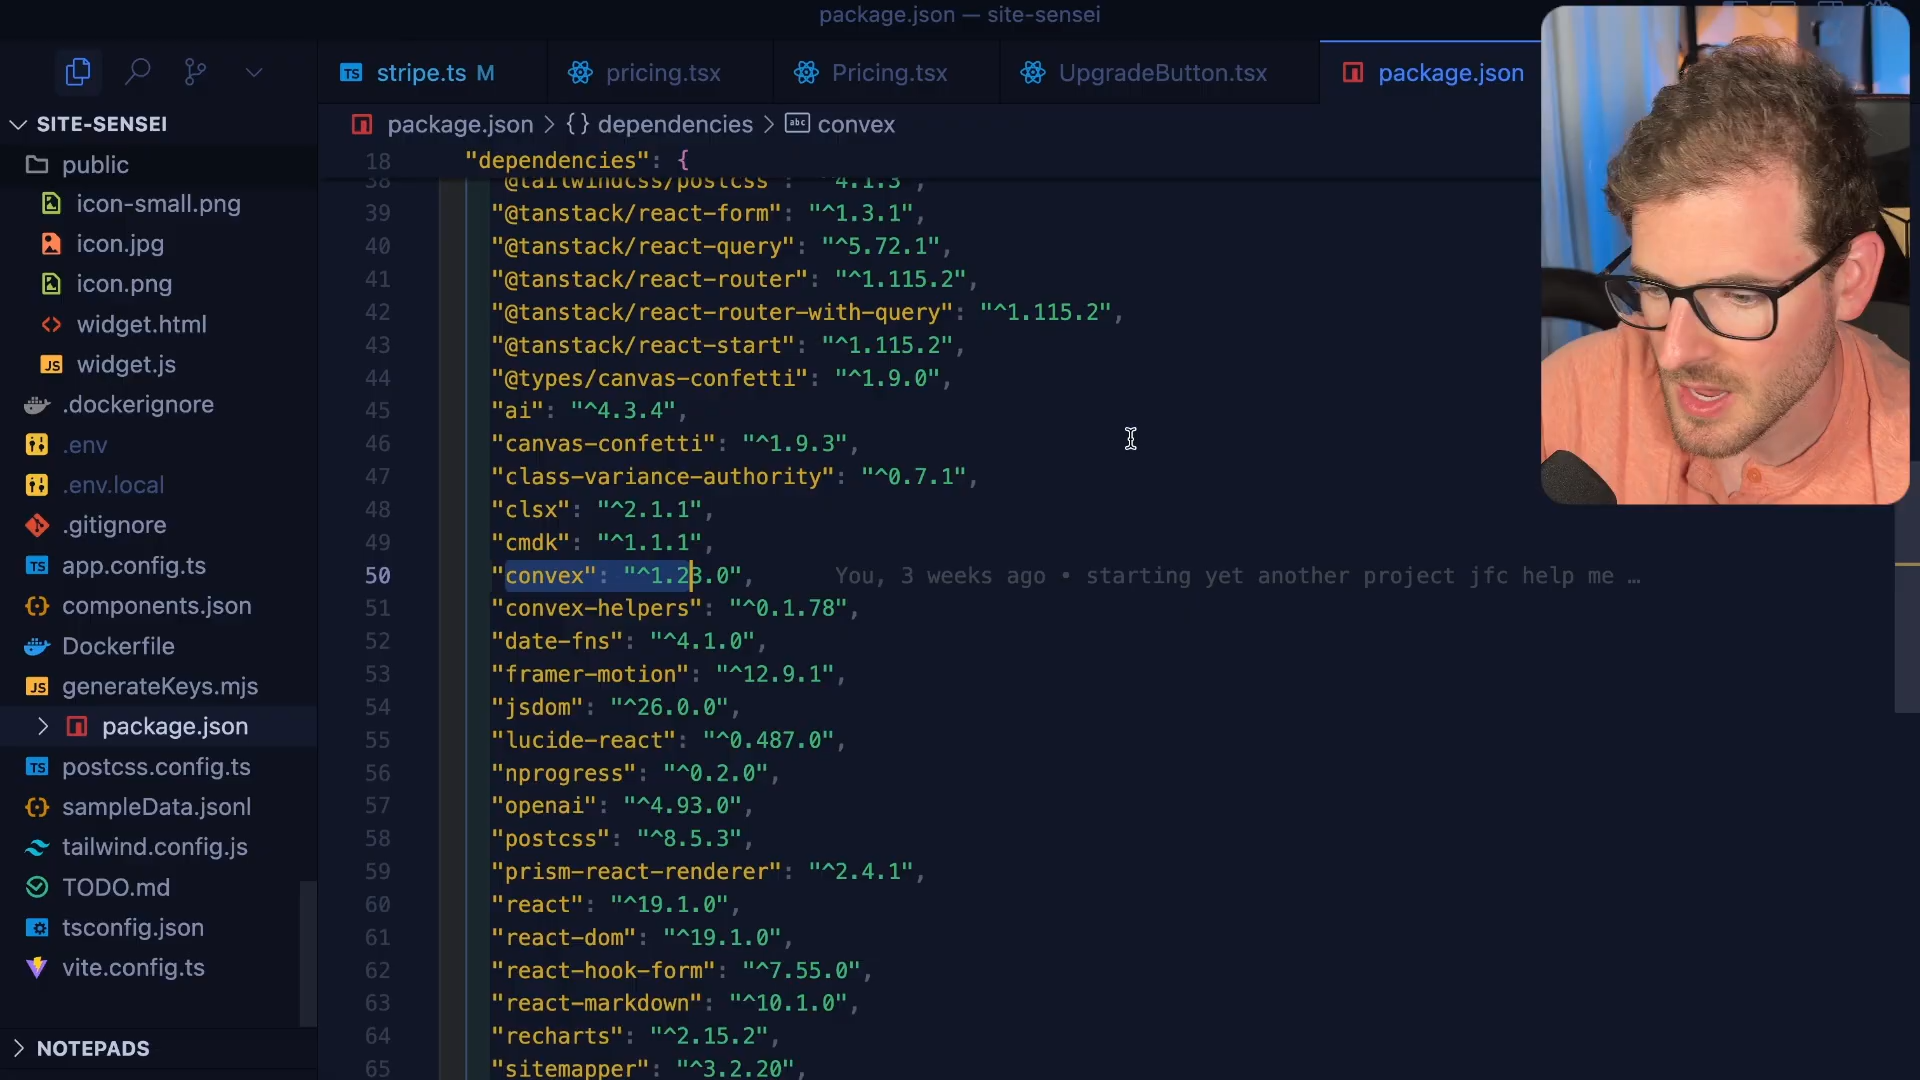 package.json — site-sensei
stripe.ts M
pricing.tsx
Pricing.tsx
UpgradeButton.tsx
package.json
SITE-SENSEI
public
icon-small.png
icon.jpg
icon.png
widget.html
widget.js
.dockerignore
.env
.env.local
.gitignore
app.config.ts
components.json
Dockerfile
generateKeys.mjs
package.json
postcss.config.ts
sampleData.jsonl
tailwind.config.js
TODO.md
tsconfig.json
vite.config.ts
NOTEPADS
package.json > {} dependencies > abc convex
18 "dependencies": {
38 "@tailwindcss/postcss": "^4.1.3",
39 "@tanstack/react-form": "^1.3.1",
40 "@tanstack/react-query": "^5.72.1",
41 "@tanstack/react-router": "^1.115.2",
42 "@tanstack/react-router-with-query": "^1.115.2",
43 "@tanstack/react-start": "^1.115.2",
44 "@types/canvas-confetti": "^1.9.0",
45 "ai": "^4.3.4",
46 "canvas-confetti": "^1.9.3",
47 "class-variance-authority": "^0.7.1",
48 "clsx": "^2.1.1",
49 "cmdk": "^1.1.1",
50 "convex": "^1.23.0", You, 3 weeks ago • starting yet another project jfc help me …
51 "convex-helpers": "^0.1.78",
52 "date-fns": "^4.1.0",
53 "framer-motion": "^12.9.1",
54 "jsdom": "^26.0.0",
55 "lucide-react": "^0.487.0",
56 "nprogress": "^0.2.0",
57 "openai": "^4.93.0",
58 "postcss": "^8.5.3",
59 "prism-react-renderer": "^2.4.1",
60 "react": "^19.1.0",
61 "react-dom": "^19.1.0",
62 "react-hook-form": "^7.55.0",
63 "react-markdown": "^10.1.0",
64 "recharts": "^2.15.2",
65 "sitemapper": "^3.2.20",